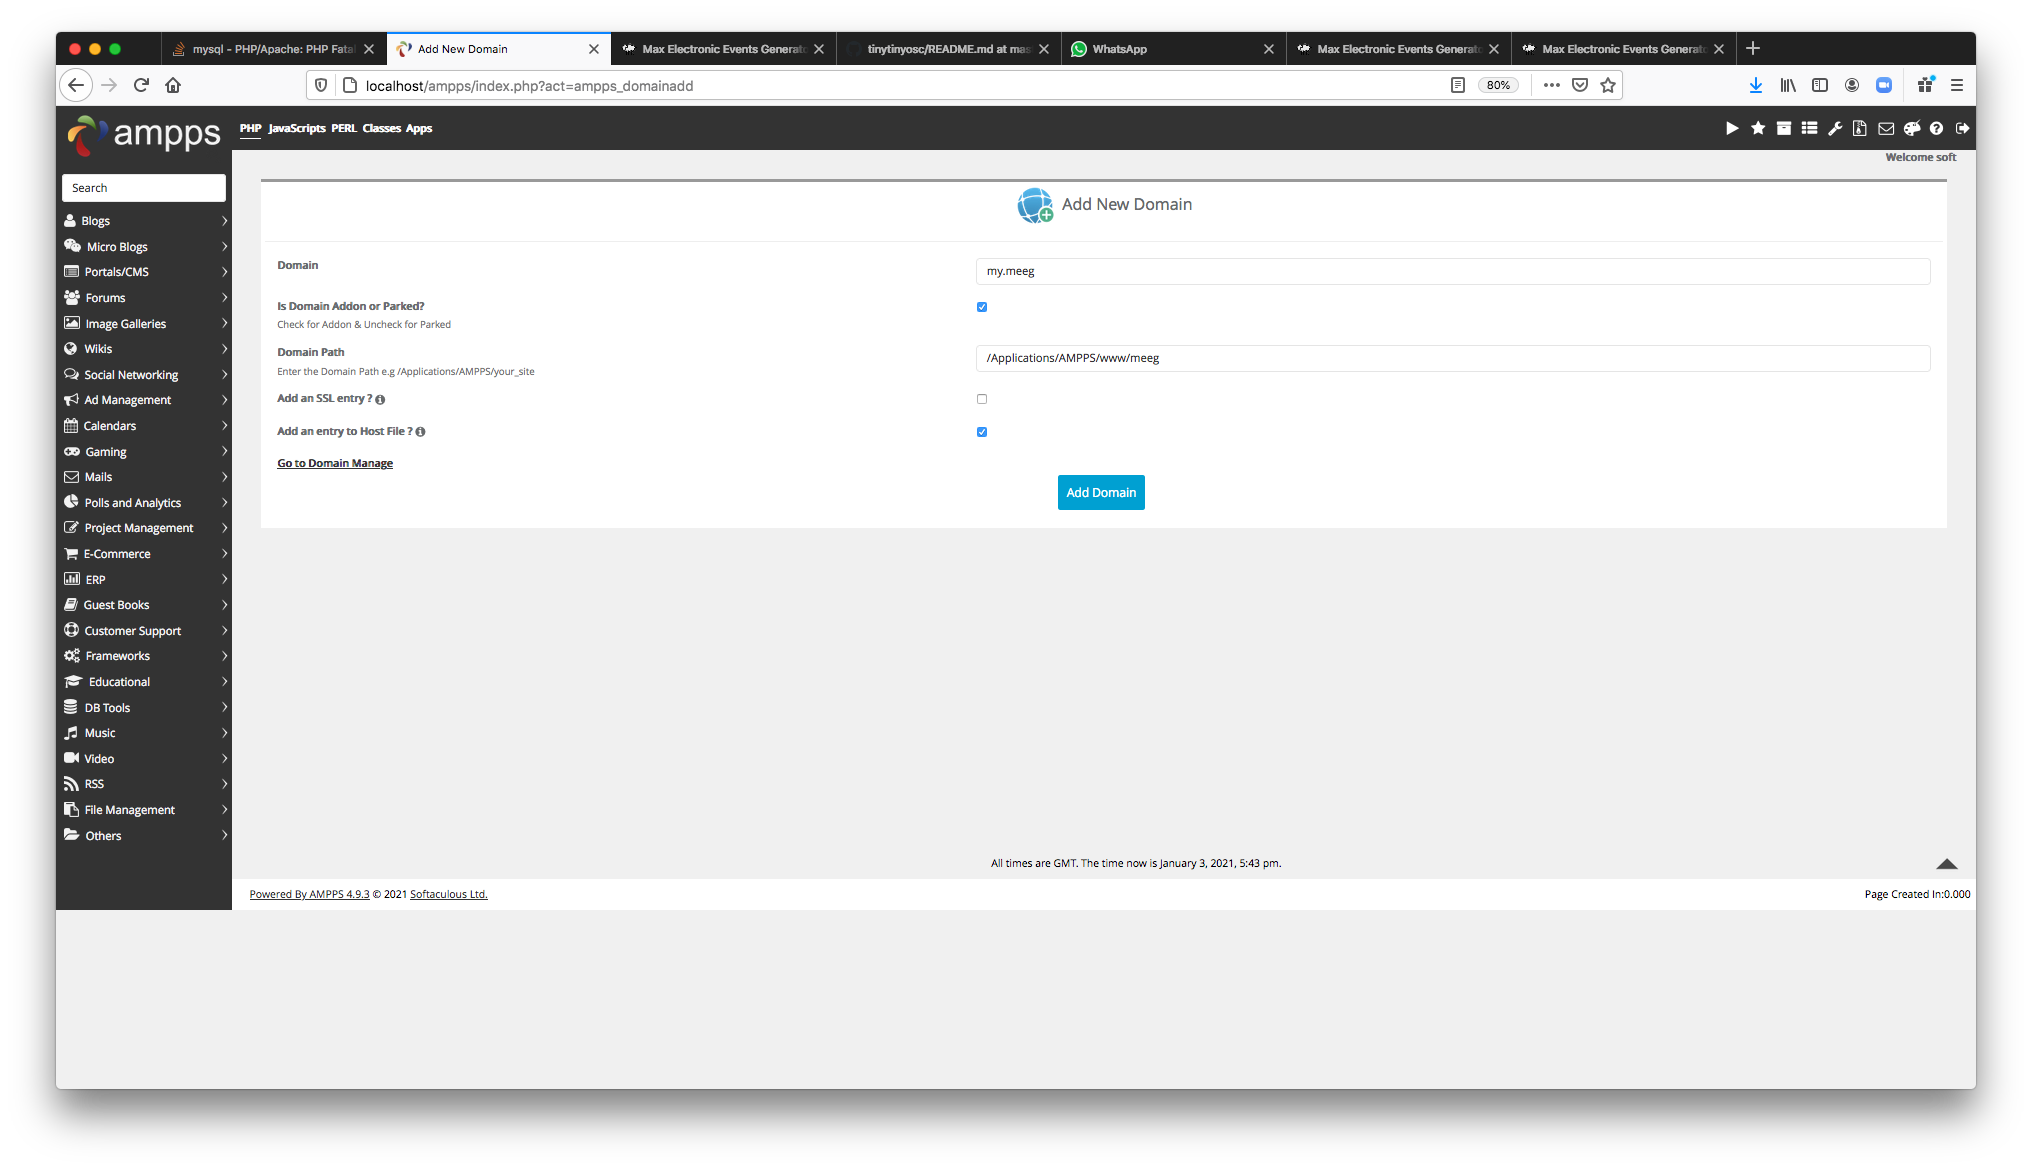 mysql - PHP/Apache: PHP Fatal
Add New Domain
Max Electronic Events Generato
tinytinyosc/README.md at mas
WhatsApp
Max Electronic Events Generato
Max Electronic Events Generato
localhost/ampps/index.php?act=ampps_domainadd
80%
ampps
PHP JavaScripts PERL Classes Apps
Welcome soft
Search
Blogs
Micro Blogs
Portals/CMS
Forums
Image Galleries
Wikis
Social Networking
Ad Management
Calendars
Gaming
Mails
Polls and Analytics
Project Management
E-Commerce
ERP
Guest Books
Customer Support
Frameworks
Educational
DB Tools
Music
Video
RSS
File Management
Others
Add New Domain
Domain
my.meeg
Is Domain Addon or Parked?
Check for Addon & Uncheck for Parked
Domain Path
/Applications/AMPPS/www/meeg
Enter the Domain Path e.g /Applications/AMPPS/your_site
Add an SSL entry ?
Add an entry to Host File ?
Go to Domain Manage
Add Domain
All times are GMT. The time now is January 3, 2021, 5:43 pm.
Powered By AMPPS 4.9.3 © 2021 Softaculous Ltd.
Page Created In:0.000